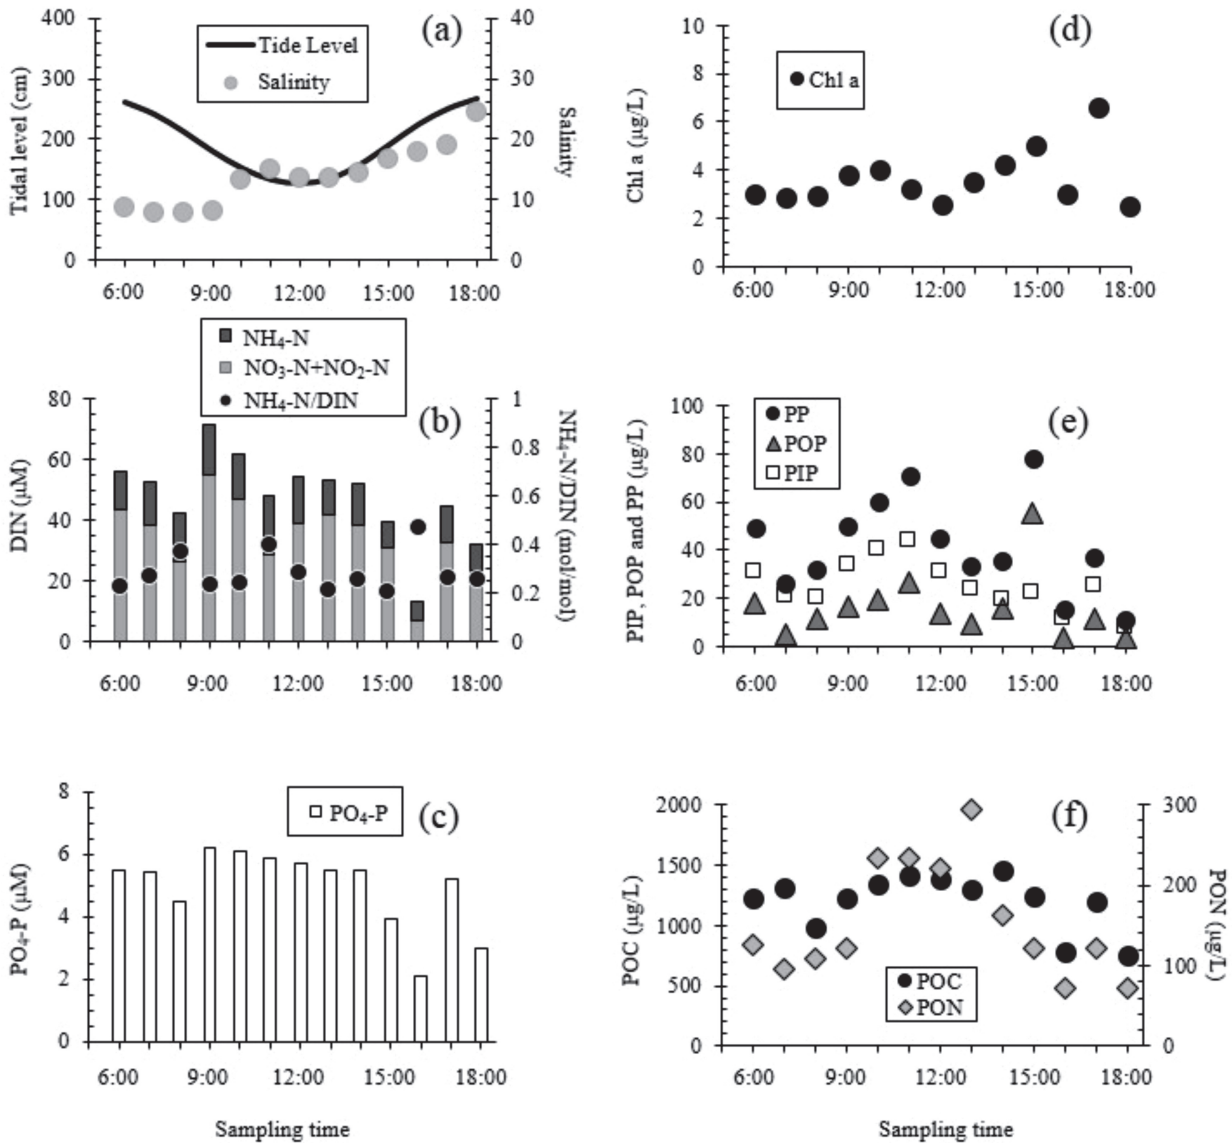 (a)
Tide Level
Salinity
Tidal level (cm)
400
300
200
100
0
Salinity
40
30
20
10
0
6:00 9:00 12:00 15:00 18:00
(d)
Chl a
Chl a (μg/L)
10
8
6
4
2
0
6:00 9:00 12:00 15:00 18:00
NH4-N
NO3-N+NO2-N
NH4-N/DIN
(b)
DIN (μM)
80
60
40
20
0
NH4-N/DIN (mol/mol)
1
0.8
0.6
0.4
0.2
0
6:00 9:00 12:00 15:00 18:00
(e)
PP
POP
PIP
PIP, POP and PP (μg/L)
100
80
60
40
20
0
6:00 9:00 12:00 15:00 18:00
(c)
PO4-P
PO4-P (μM)
8
6
4
2
0
6:00 9:00 12:00 15:00 18:00
Sampling time
(f)
POC
PON
POC (μg/L)
2000
1500
1000
500
0
PON (μg/L)
300
200
100
0
6:00 9:00 12:00 15:00 18:00
Sampling time